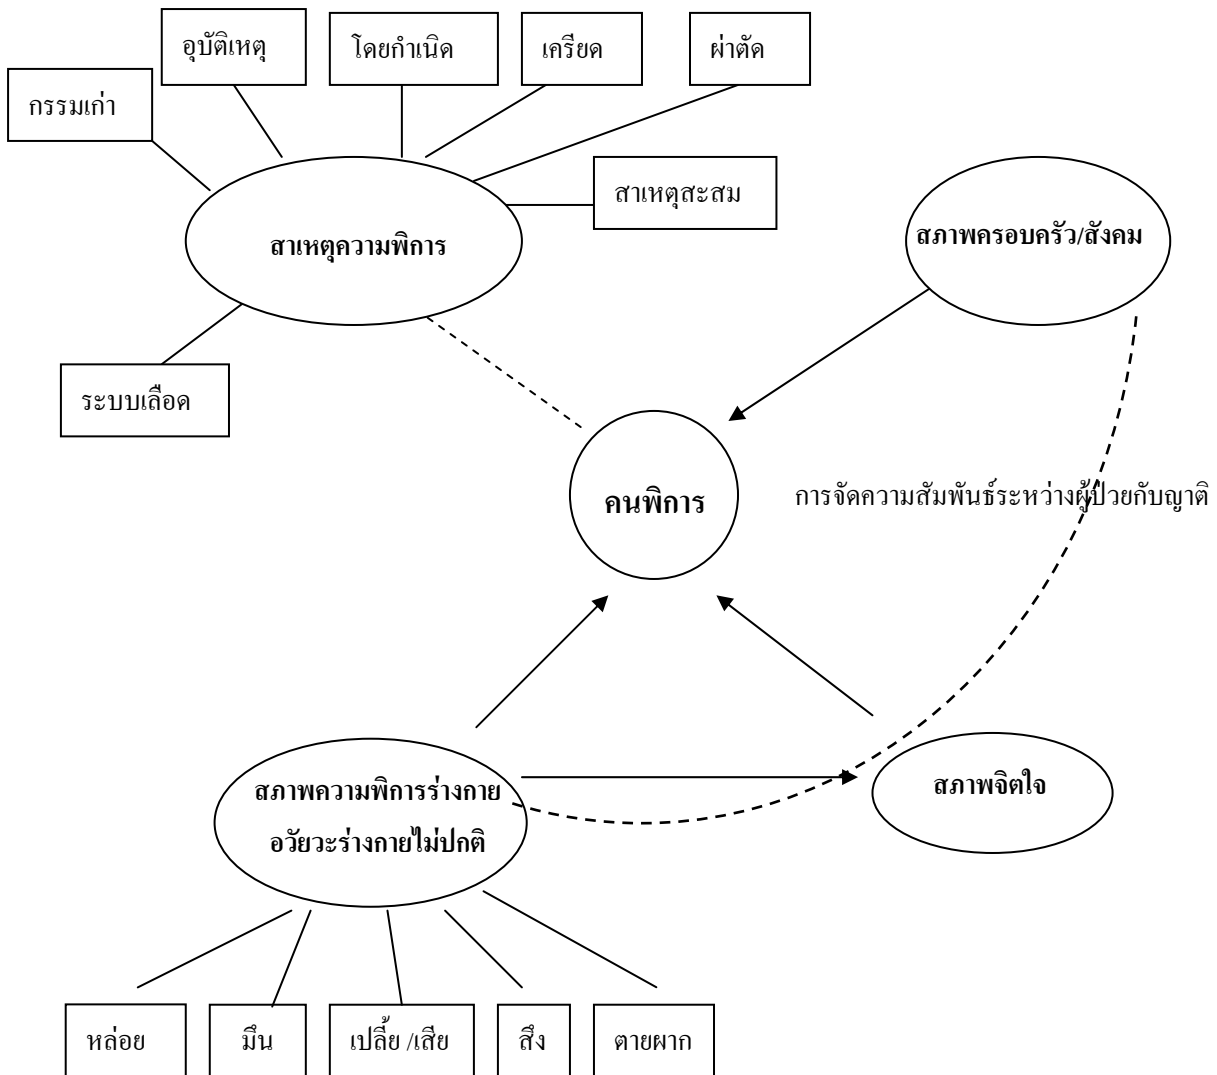 อุบัติเหตุ
โดยกำเนิด
เครียด
ผ่าตัด
กรรมเก่า
สาเหตุสะสม
สาเหตุความพิการ
สภาพครอบครัว/สังคม
ระบบเลือด
คนพิการ
การจัดความสัมพันธ์ระหว่างผู้ป่วยกับญาติ
สภาพความพิการร่างกาย
อวัยวะร่างกายไม่ปกติ
สภาพจิตใจ
หล่อย
มึน
เปลี้ย /เสีย
สึง
ตายผาก